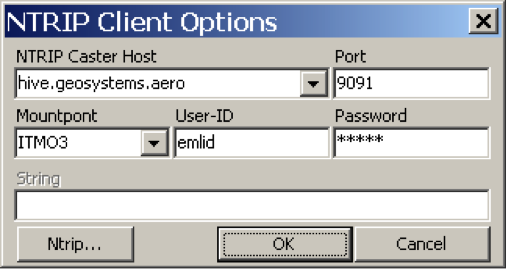 NTRIP Client Options
NTRIP Caster Host Port
hive.geosystems.aero 9091
Mountpont User-ID Password
ITMO3 emlid *****
String
Ntrip... OK Cancel